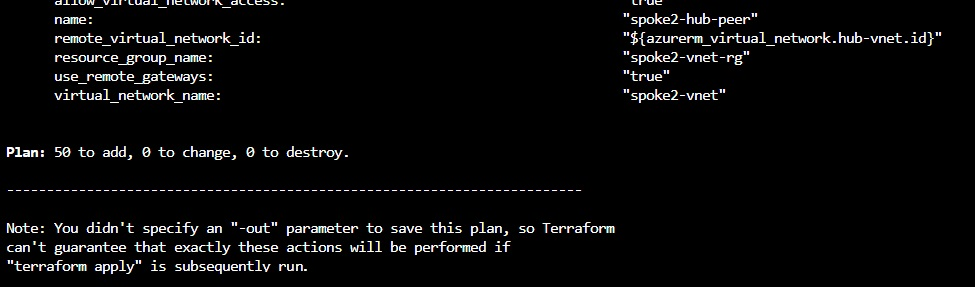 allow_virtual_network_access: "true"
name: "spoke2-hub-peer"
remote_virtual_network_id: "${azurerm_virtual_network.hub-vnet.id}"
resource_group_name: "spoke2-vnet-rg"
use_remote_gateways: "true"
virtual_network_name: "spoke2-vnet"
Plan: 50 to add, 0 to change, 0 to destroy.
------------------------------------------------------------------------
Note: You didn't specify an "-out" parameter to save this plan, so Terraform
can't guarantee that exactly these actions will be performed if
"terraform apply" is subsequently run.